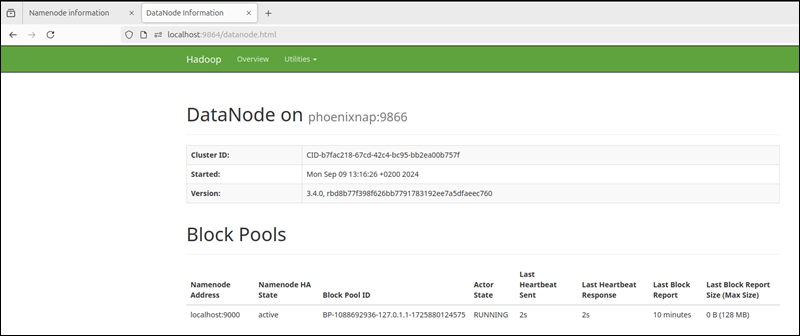 Namenode information × DataNode Information × +
localhost:9864/datanode.html
Hadoop Overview Utilities
DataNode on phoenixnap:9866
Cluster ID: CID-b7fac218-67cd-42c4-bc95-bb2ea00b757f
Started: Mon Sep 09 13:16:26 +0200 2024
Version: 3.4.0, rbd8b77f398f626bb7791783192ee7a5dfaeec760
Block Pools
Namenode Address Namenode HA State Block Pool ID Actor State Last Heartbeat Sent Last Heartbeat Response Last Block Report Last Block Report Size (Max Size)
localhost:9000 active BP-1088692936-127.0.1.1-1725880124575 RUNNING 2s 2s 10 minutes 0 B (128 MB)